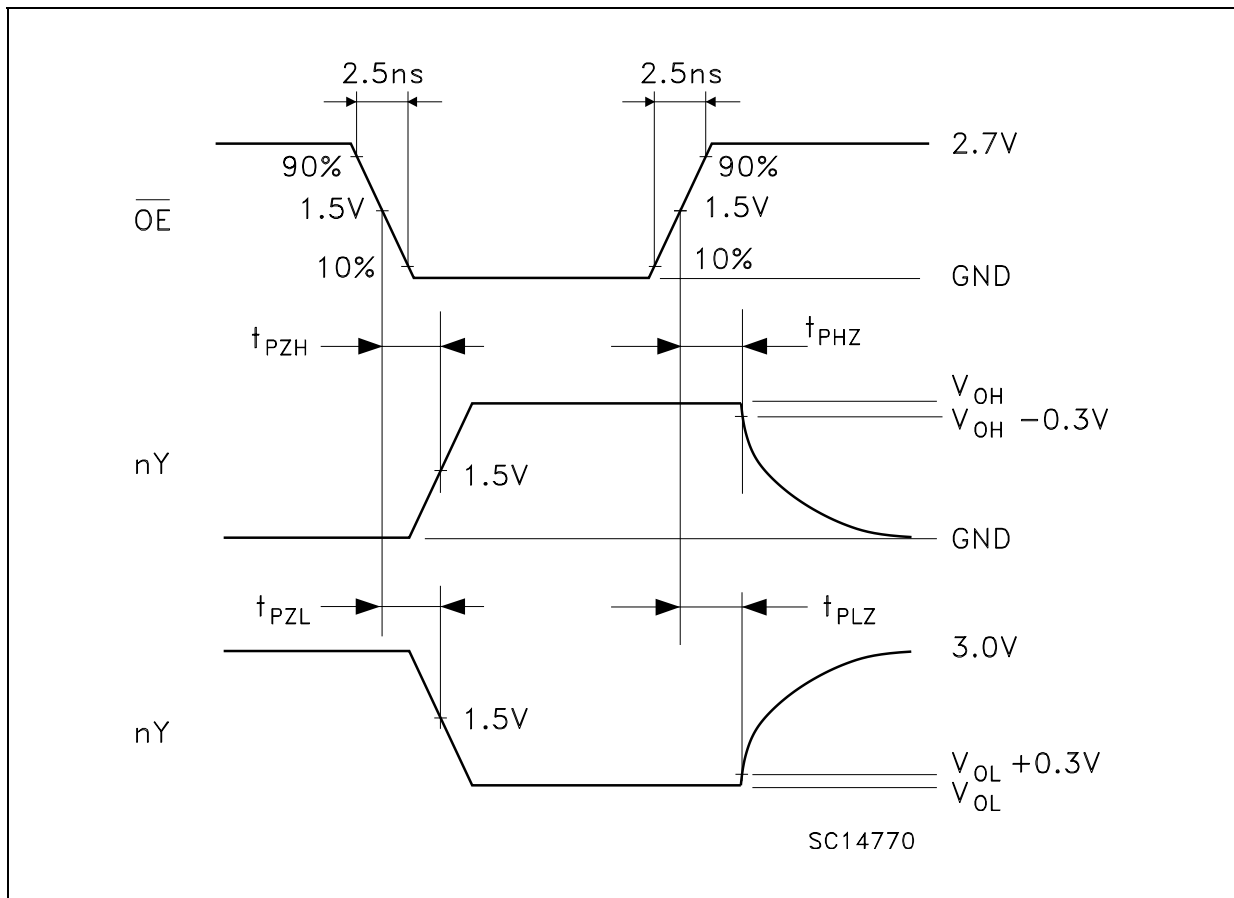 2.5ns 2.5ns
2.7V
90% 90%
O̅E̅ 1.5V 1.5V
10% 10%
GND
tPZH tPHZ
VOH
VOH −0.3V
nY 1.5V
GND
tPZL tPLZ
3.0V
nY 1.5V
VOL +0.3V
VOL
SC14770